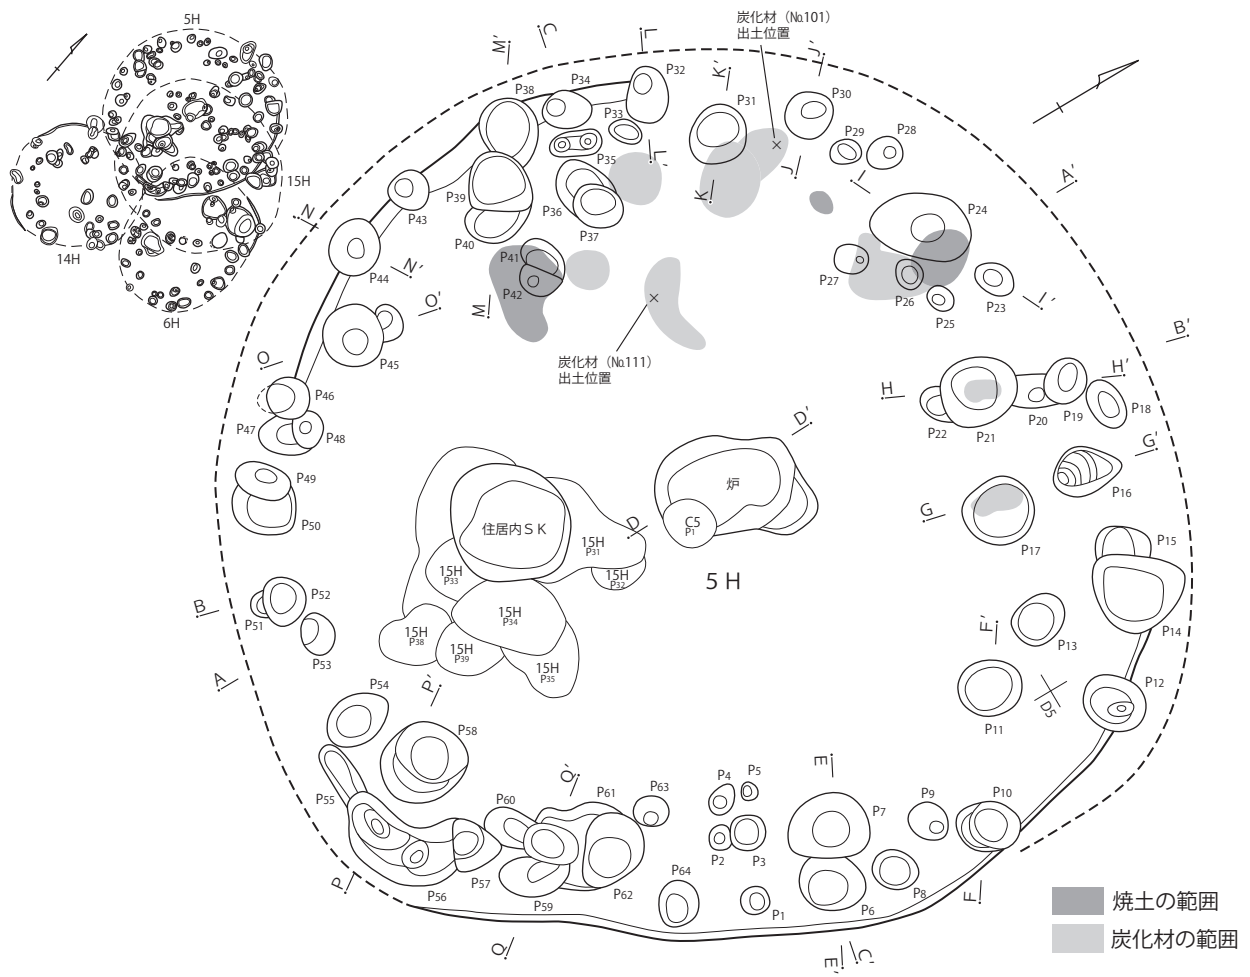 5H
15H
14H
6H
炭化材（No.101）
出土位置
M'
C
L
K'
J'
P38
P34
P32
P33
P31
P30
P29
P28
P35
L'
J
I
A'
K
P39
P36
P40
P37
P43
N
P24
P41
P42
P44
N'
O'
M
P27
P26
P25
P23
I'
B'
P45
炭化材（No.111）
出土位置
O
H
H'
P46
P47
P48
P22
P21
P20
P19
P18
D'
G'
P49
P50
炉
C5
P1
P16
G
P17
住居内ＳＫ
D
15H
P31
15H
P32
15H
P33
5 H
P15
P14
B
P52
P51
P53
15H
P34
15H
P38
15H
P39
15H
P35
F'
P13
A
P'
P54
P12
P11
D5
P58
E
P55
Q'
P60
P61
P63
P4
P5
P7
P9
P10
P2
P3
P57
P56
P59
P62
P64
P1
P6
P8
P
F
Q
E'
C'
焼土の範囲
炭化材の範囲